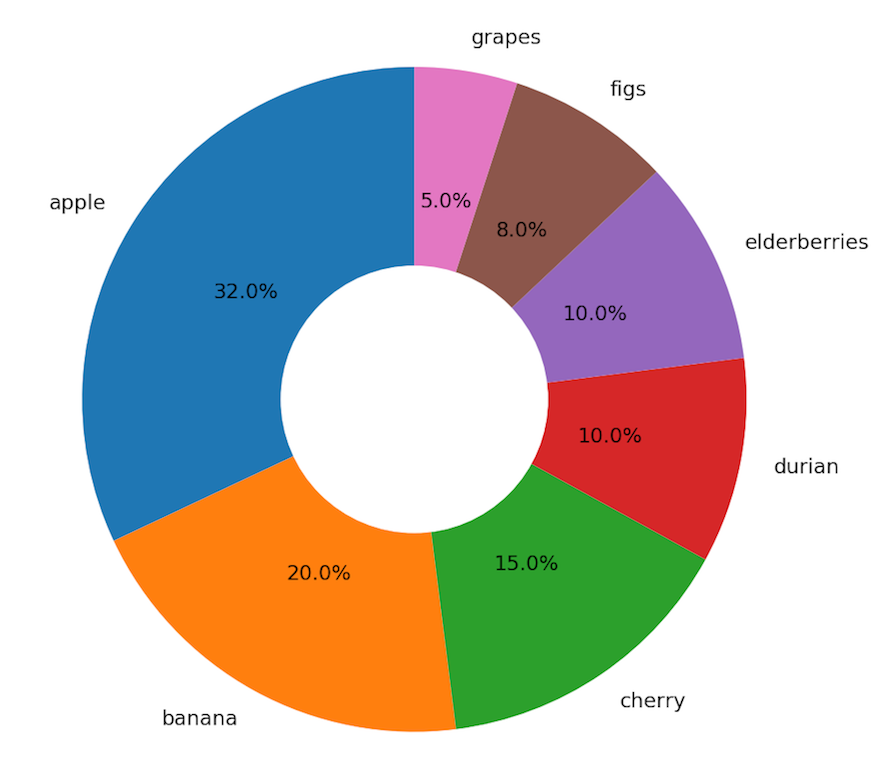 grapes
figs
apple
5.0%
8.0%
elderberries
32.0%
10.0%
10.0%
durian
15.0%
20.0%
cherry
banana